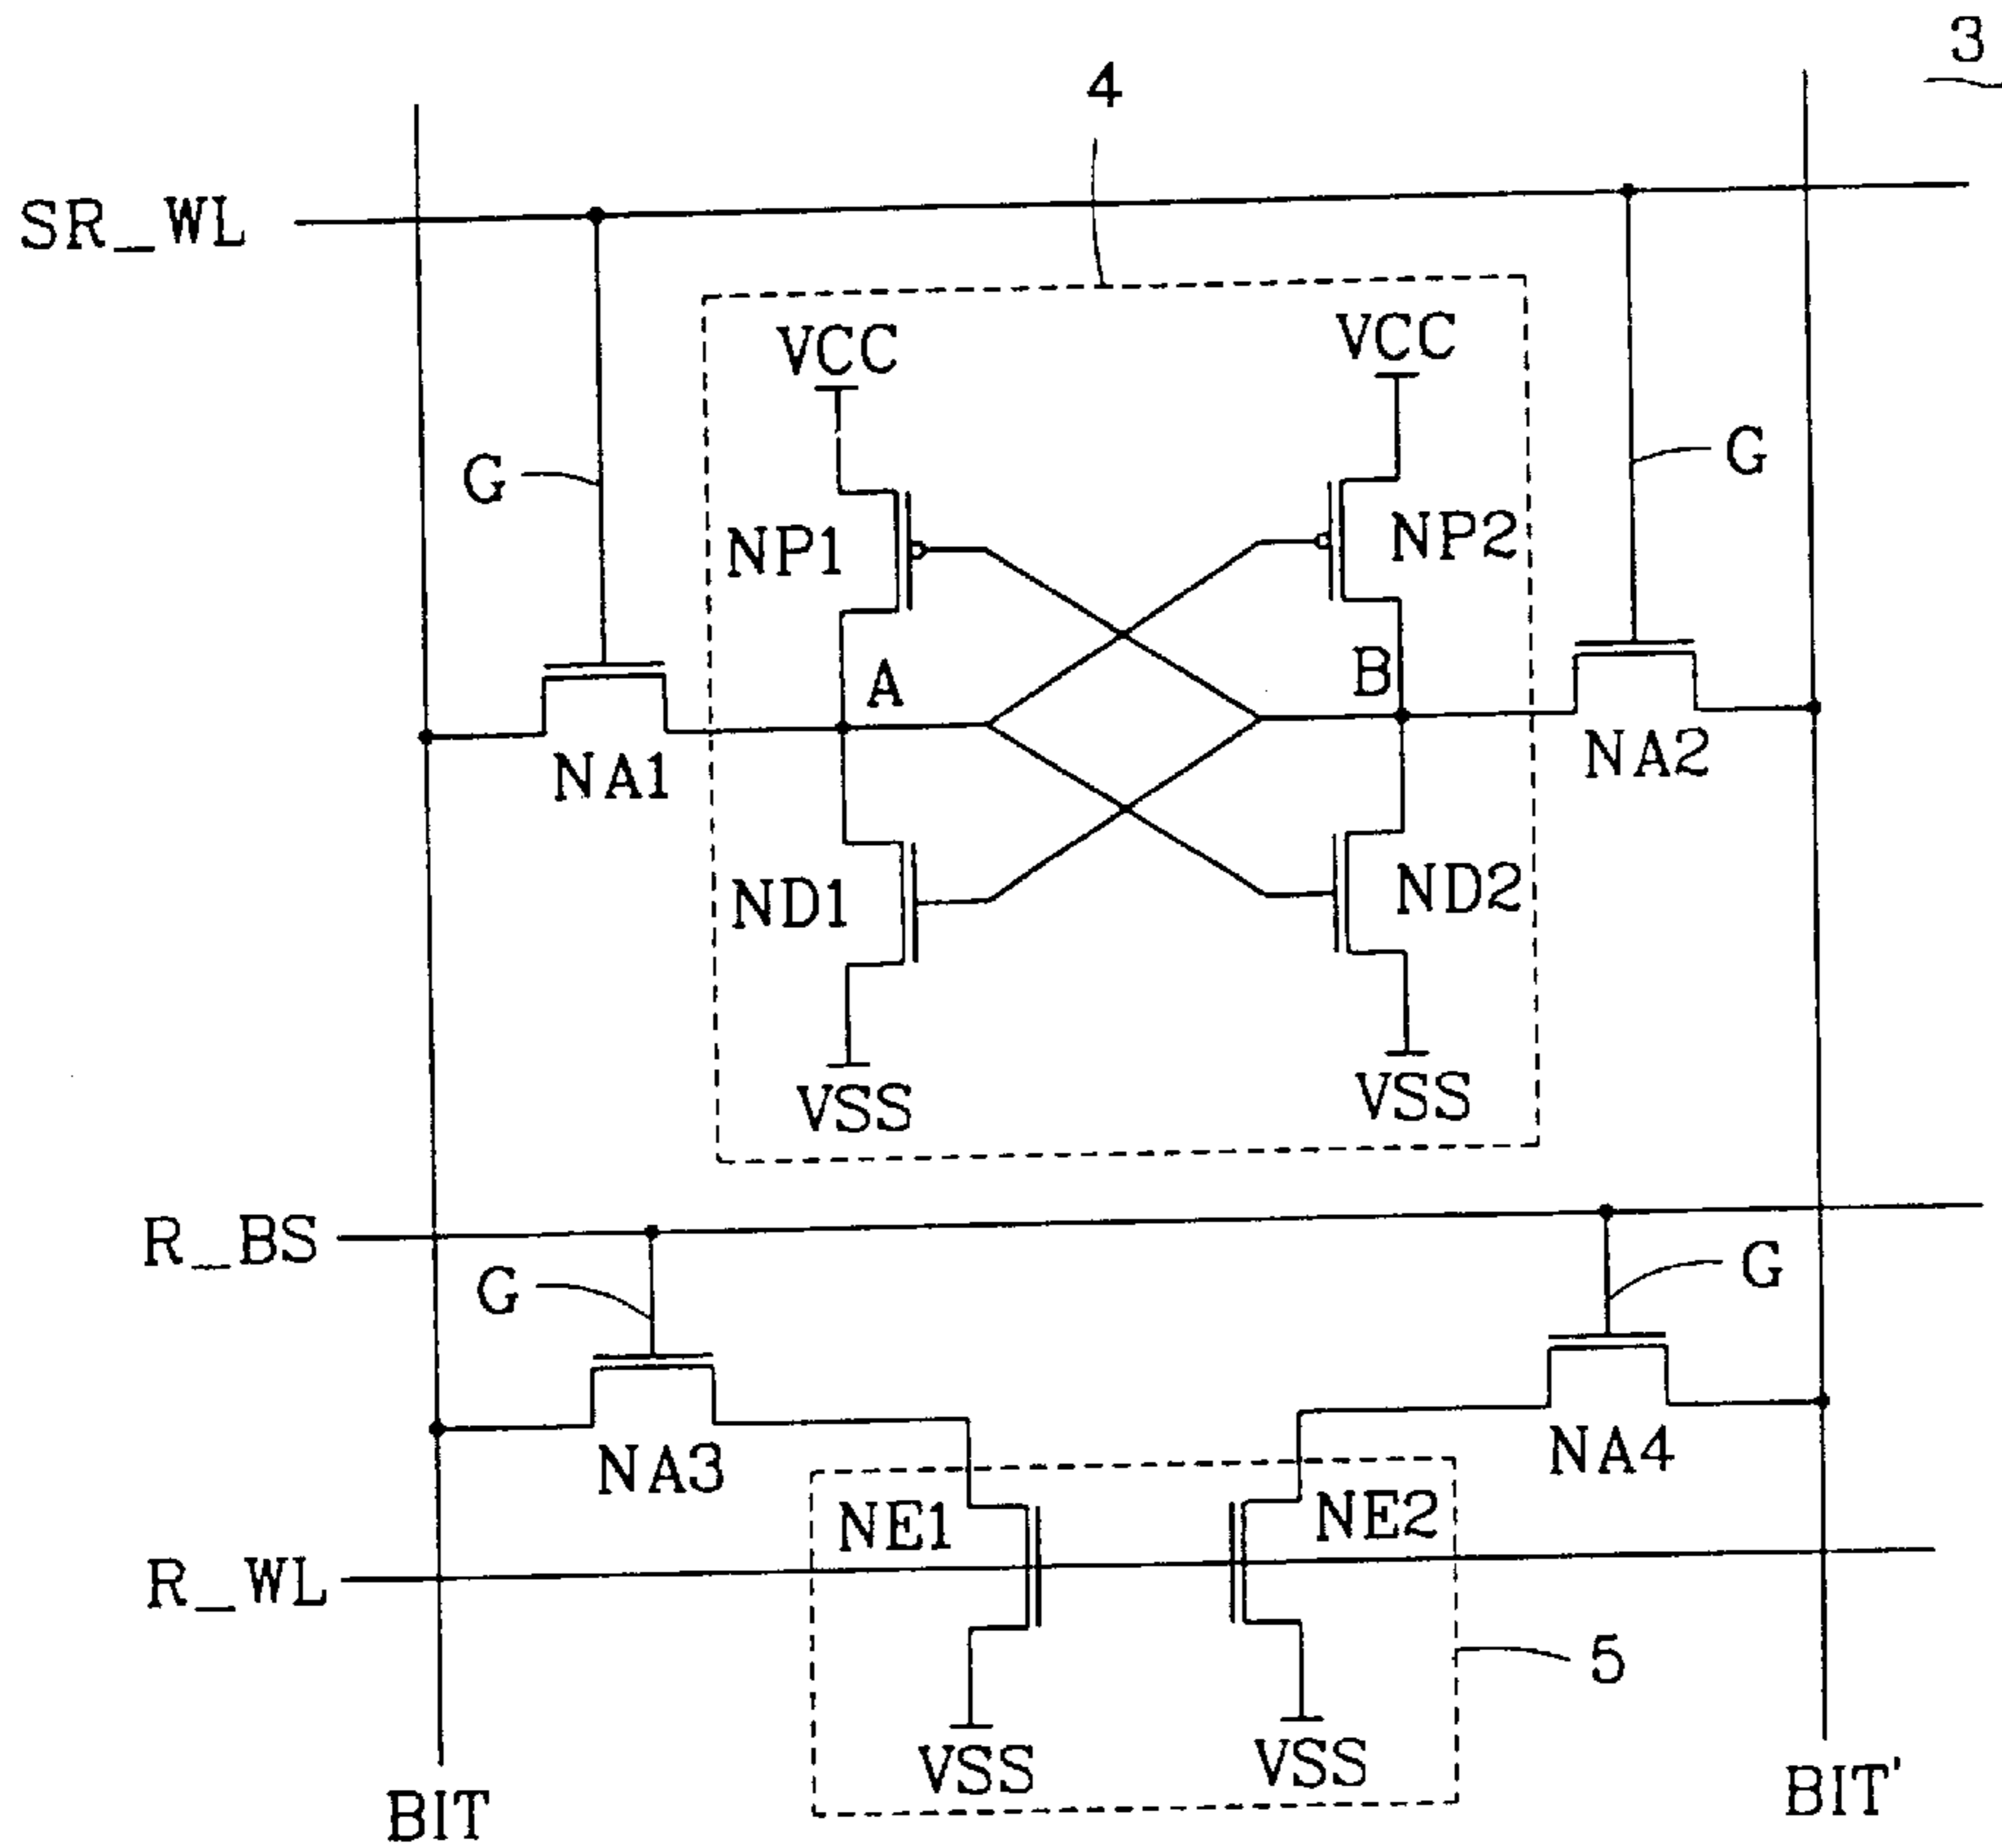 3
4
SR_WL
VCC
VCC
G
G
NP1
NP2
A
B
NA1
NA2
ND1
ND2
VSS
VSS
R_BS
G
G
NA3
NA4
NE1
NE2
R_WL
5
VSS
VSS
BIT
BIT'